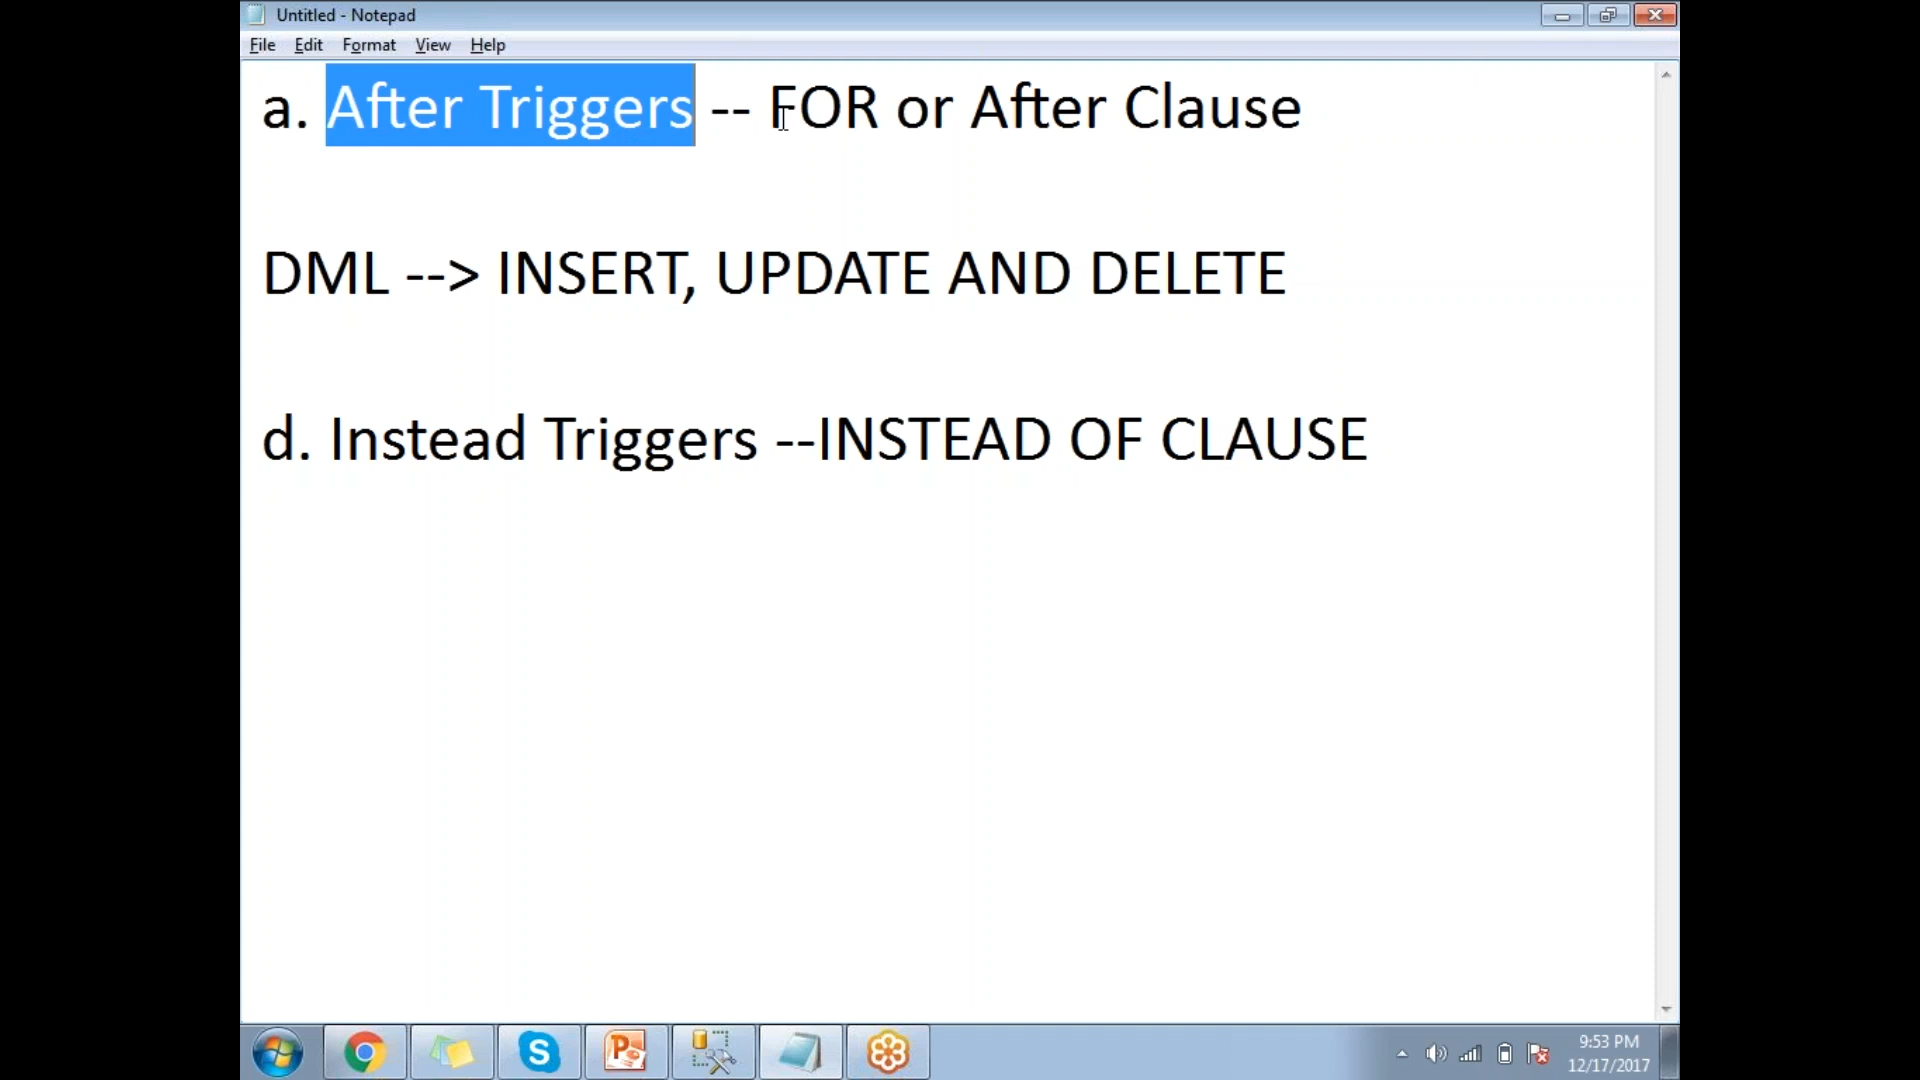 Untitled - Notepad
File Edit Format View Help
a. After Triggers -- FOR or After Clause
DML --> INSERT, UPDATE AND DELETE
d. Instead Triggers --INSTEAD OF CLAUSE
9:53 PM
12/17/2017